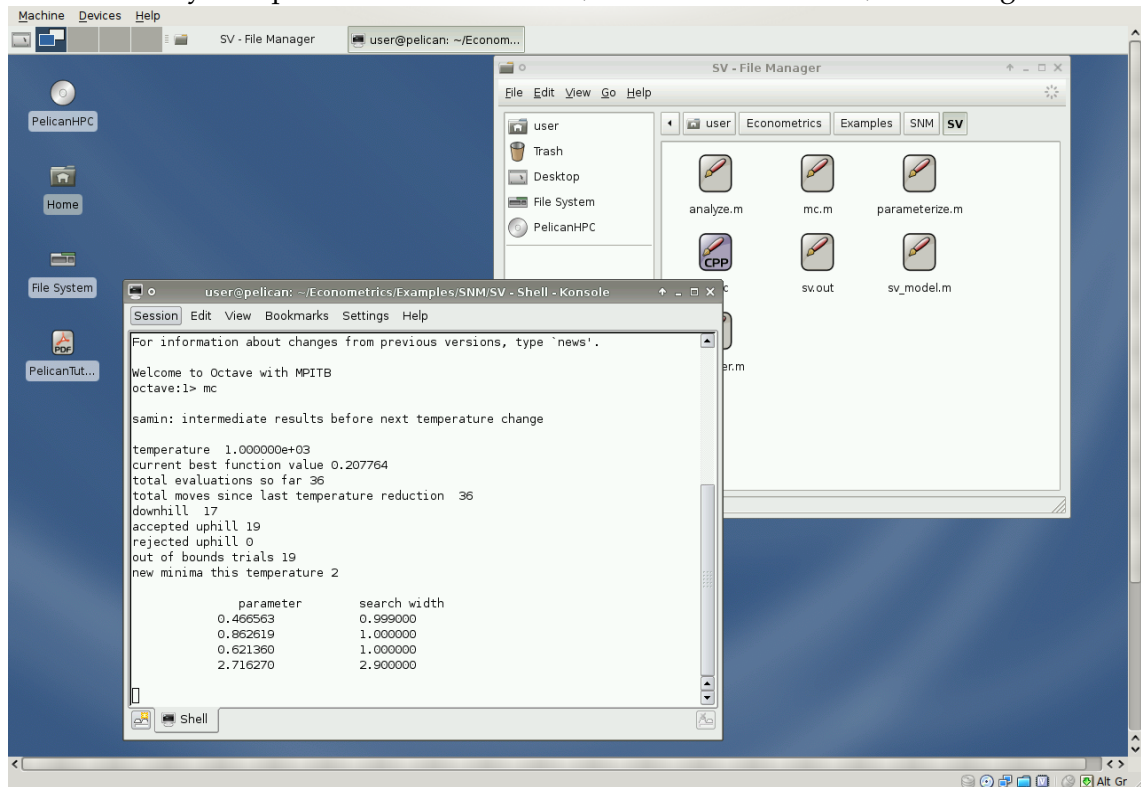 Machine Devices Help
SV - File Manager
user@pelican: ~/Econom...
PelicanHPC
Home
File System
PelicanTut...
SV - File Manager
File Edit View Go Help
user
Trash
Desktop
File System
PelicanHPC
user Econometrics Examples SNM SV
analyze.m mc.m parameterize.m
CPP
sv.out sv_model.m
er.m
user@pelican: ~/Econometrics/Examples/SNM/SV - Shell - Konsole
Session Edit View Bookmarks Settings Help
For information about changes from previous versions, type `news'.
Welcome to Octave with MPITB
octave:1> mc
samin: intermediate results before next temperature change
temperature 1.000000e+03
current best function value 0.207764
total evaluations so far 36
total moves since last temperature reduction 36
downhill 17
accepted uphill 19
rejected uphill 0
out of bounds trials 19
new minima this temperature 2
parameter search width
0.466563 0.999000
0.862619 1.000000
0.621360 1.000000
2.716270 2.900000
Shell
Alt Gr